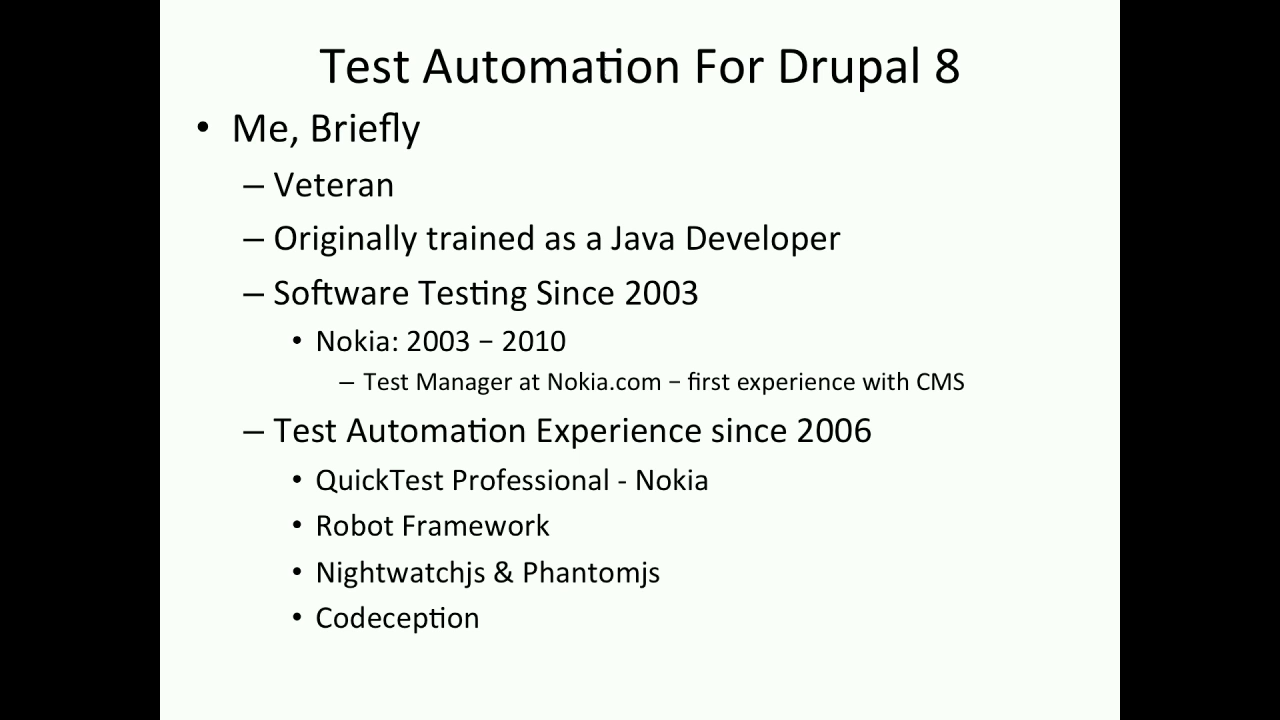 Test Automation For Drupal 8
• Me, Briefly
– Veteran
– Originally trained as a Java Developer
– Software Testing Since 2003
• Nokia: 2003 – 2010
– Test Manager at Nokia.com – first experience with CMS
– Test Automation Experience since 2006
• QuickTest Professional - Nokia
• Robot Framework
• Nightwatchjs & Phantomjs
• Codeception